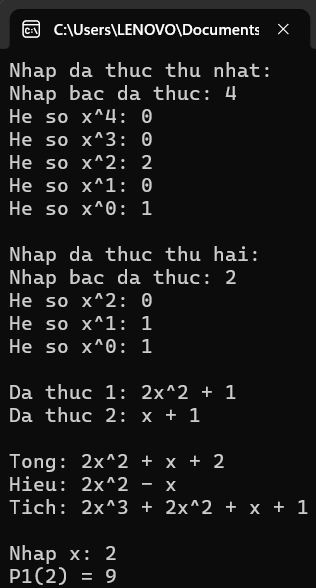 C:\Users\LENOVO\Documents
Nhap da thuc thu nhat:
Nhap bac da thuc: 4
He so x^4: 0
He so x^3: 0
He so x^2: 2
He so x^1: 0
He so x^0: 1
Nhap da thuc thu hai:
Nhap bac da thuc: 2
He so x^2: 0
He so x^1: 1
He so x^0: 1
Da thuc 1: 2x^2 + 1
Da thuc 2: x + 1
Tong: 2x^2 + x + 2
Hieu: 2x^2 - x
Tich: 2x^3 + 2x^2 + x + 1
Nhap x: 2
P1(2) = 9